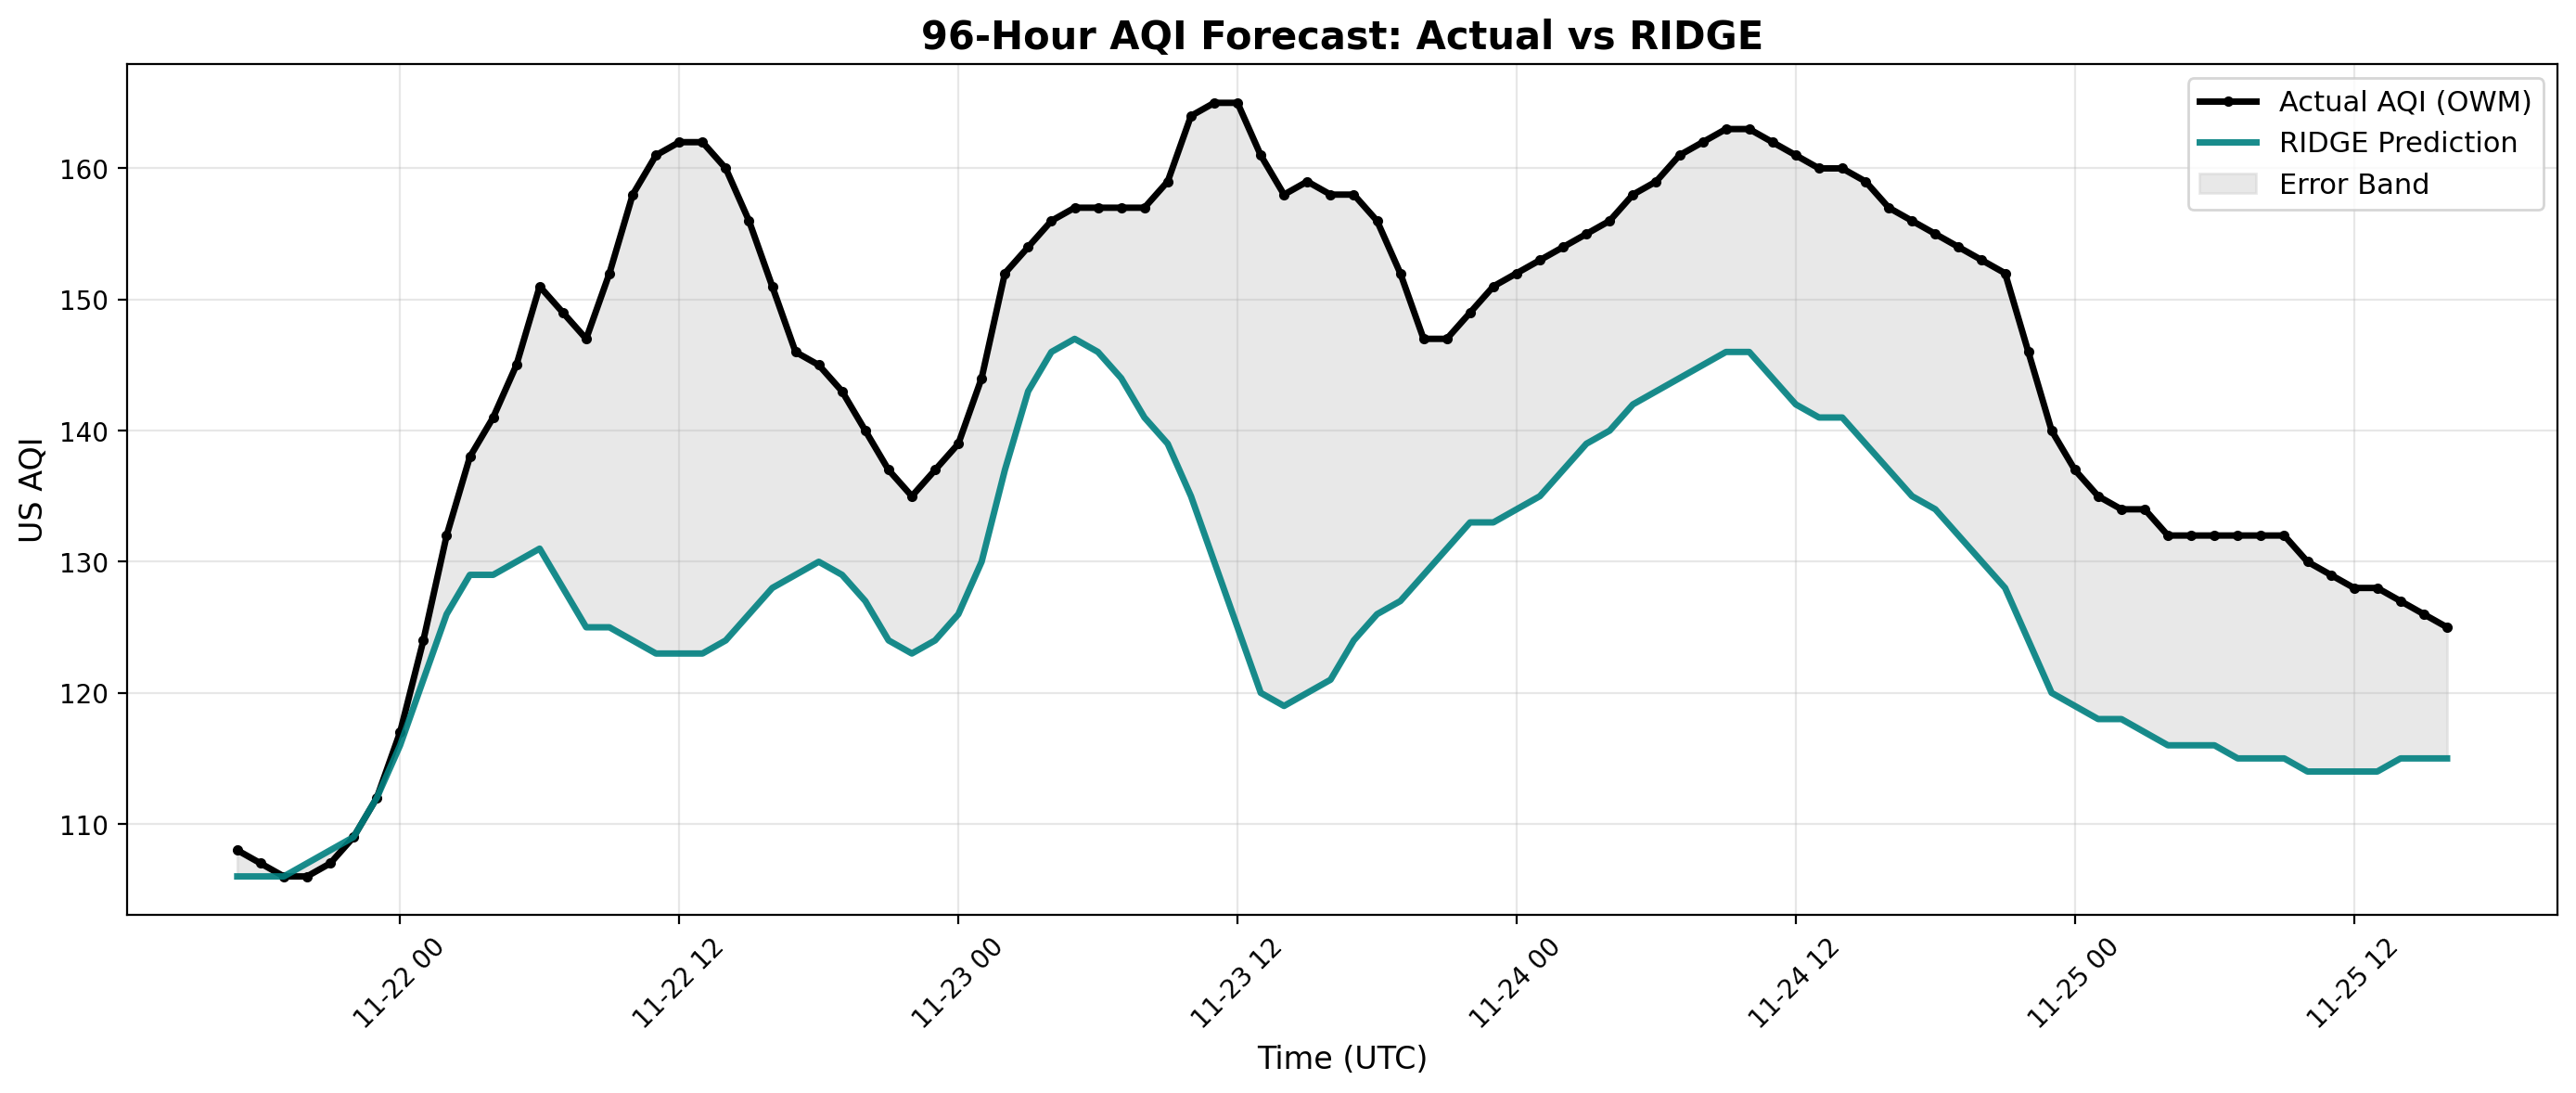 96-Hour AQI Forecast: Actual vs RIDGE
Actual AQI (OWM)
RIDGE Prediction
Error Band
US AQI
160
150
140
130
120
110
11-22 00
11-22 12
11-23 00
11-23 12
11-24 00
11-24 12
11-25 00
11-25 12
Time (UTC)